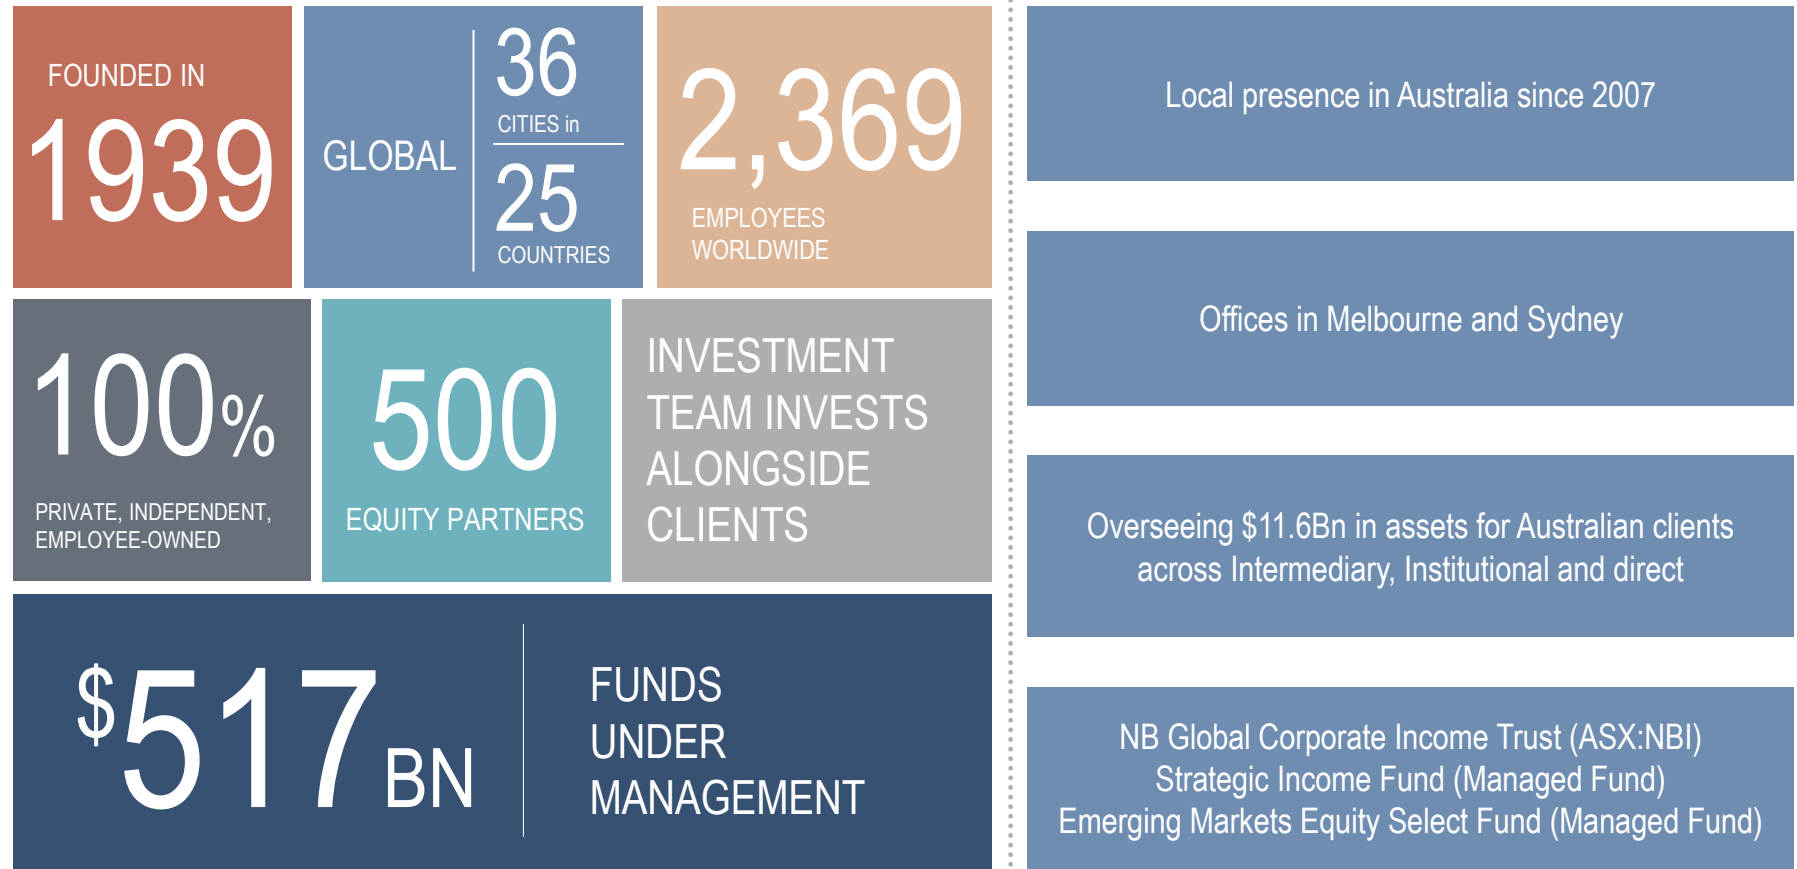 FOUNDED IN
1939
GLOBAL
36
CITIES in
25
COUNTRIES
2,369
EMPLOYEES
WORLDWIDE
100%
PRIVATE, INDEPENDENT,
EMPLOYEE-OWNED
500
EQUITY PARTNERS
INVESTMENT
TEAM INVESTS
ALONGSIDE
CLIENTS
$517BN
FUNDS
UNDER
MANAGEMENT
Local presence in Australia since 2007
Offices in Melbourne and Sydney
Overseeing $11.6Bn in assets for Australian clients
across Intermediary, Institutional and direct
NB Global Corporate Income Trust (ASX:NBI)
Strategic Income Fund (Managed Fund)
Emerging Markets Equity Select Fund (Managed Fund)